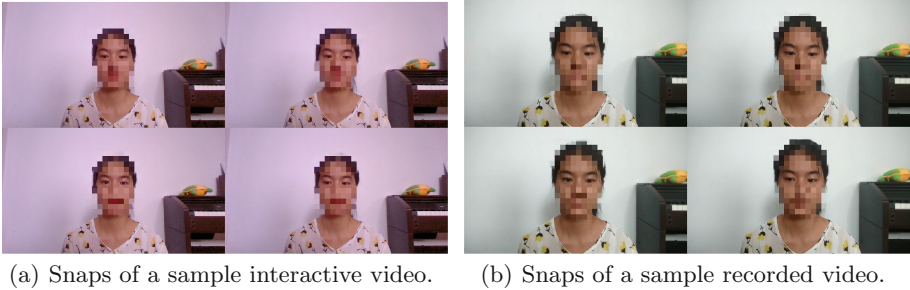 (a) Snaps of a sample interactive video.
(b) Snaps of a sample recorded video.